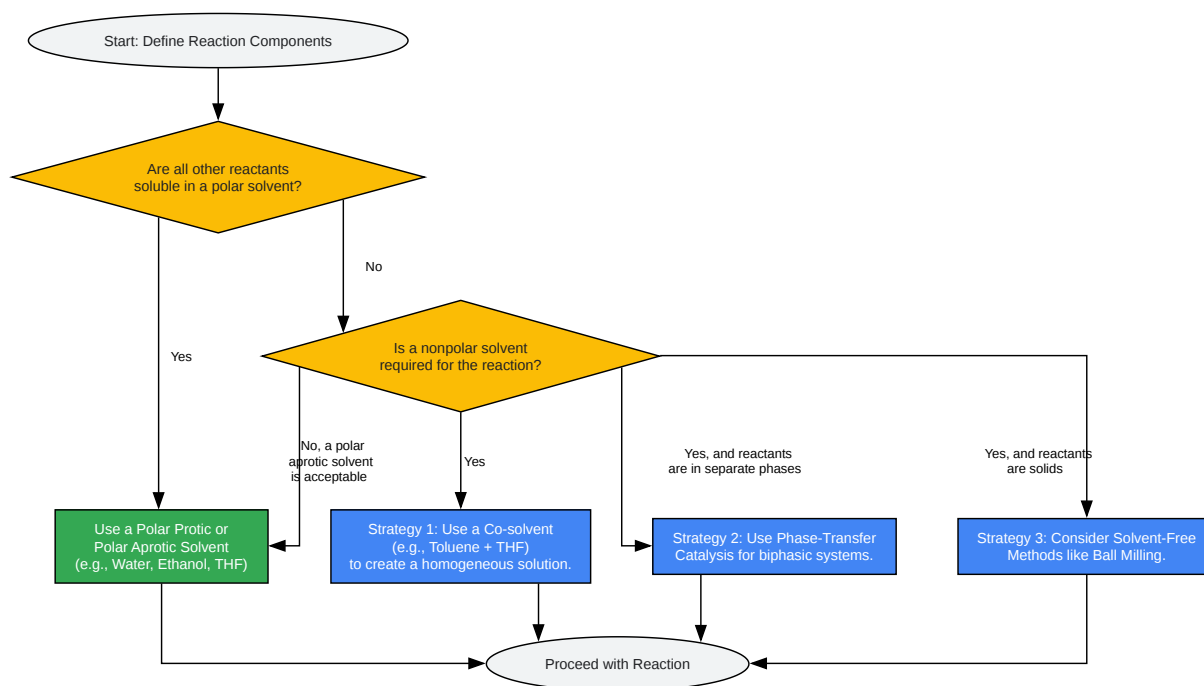 Start: Define Reaction Components
Are all other reactants
soluble in a polar solvent?
No
Is a nonpolar solvent
required for the reaction?
Yes
No, a polar
aprotic solvent
is acceptable
Yes
Yes, and reactants
are in separate phases
Yes, and reactants
are solids
Use a Polar Protic or
Polar Aprotic Solvent
(e.g., Water, Ethanol, THF)
Strategy 1: Use a Co-solvent
(e.g., Toluene + THF)
to create a homogeneous solution.
Strategy 2: Use Phase-Transfer
Catalysis for biphasic systems.
Strategy 3: Consider Solvent-Free
Methods like Ball Milling.
Proceed with Reaction